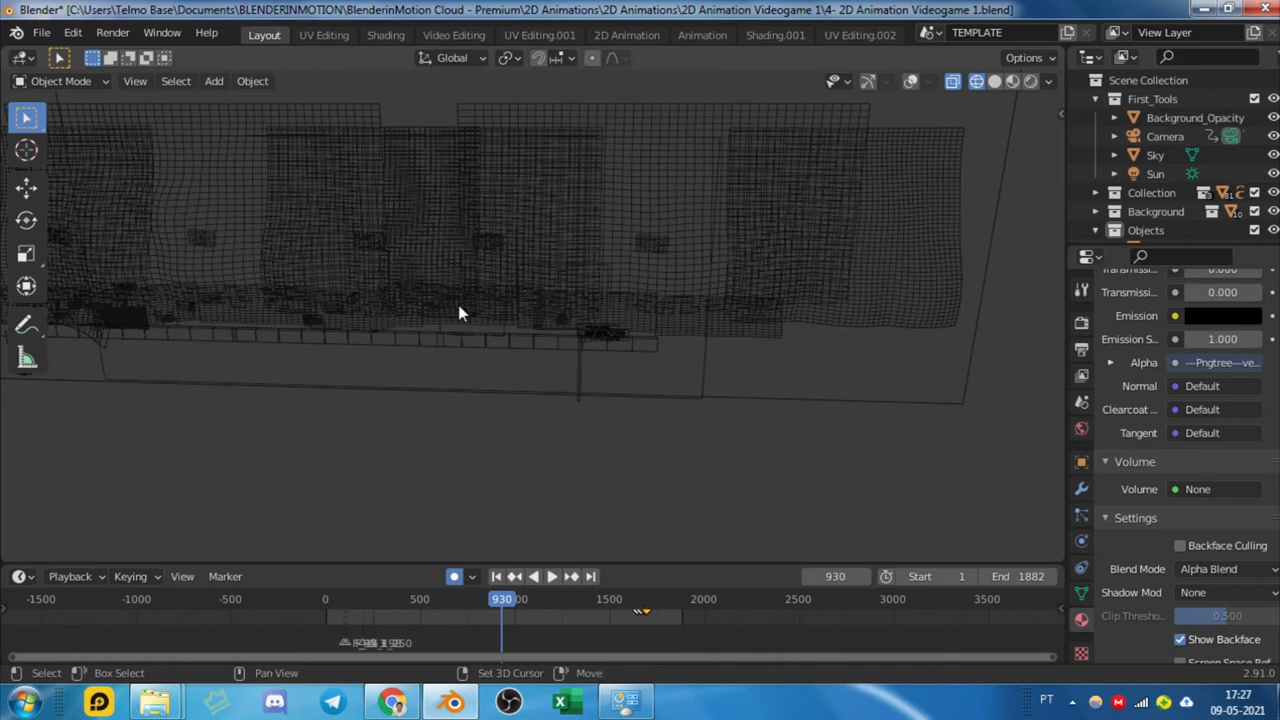 Blender* [C:\Users\Telmo Base\Documents\BLENDERINMOTION\BlenderinMotion Cloud - Premium\2D Animations\2D Animations\2D Animation Videogame 1\4- 2D Animation Videogame 1.blend]
File Edit Render Window Help Layout UV Editing Shading Video Editing UV Editing.001 2D Animation Animation Shading.001 UV Editing.002 TEMPLATE View Layer
Global Options
Object Mode View Select Add Object
Scene Collection
First_Tools
Background_Opacity
Camera
Sky
Sun
Collection
Background
Objects
0.000
Transmissi... 0.000
Emission
Emission S... 1.000
Alpha —Pngtree—ve...
Normal Default
Clearcoat ... Default
Tangent Default
Volume
Volume None
Settings
Backface Culling
Blend Mode Alpha Blend
Shadow Mod None
Clip Thresho... 0.500
Show Backface
Playback Keying View Marker 930 Start 1 End 1882
-1500 -1000 -500 0 500 930 1500 2000 2500 3000 3500
Select Box Select Pan View Set 3D Cursor Move 2.91.0
PT 17:27
09-05-2021